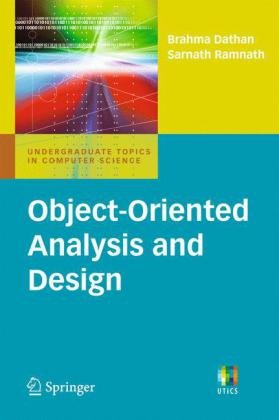 Brahma Dathan
Sarnath Ramnath
UNDERGRADUATE TOPICS
IN COMPUTER SCIENCE
Object-Oriented
Analysis and
Design
Springer
UTiCS